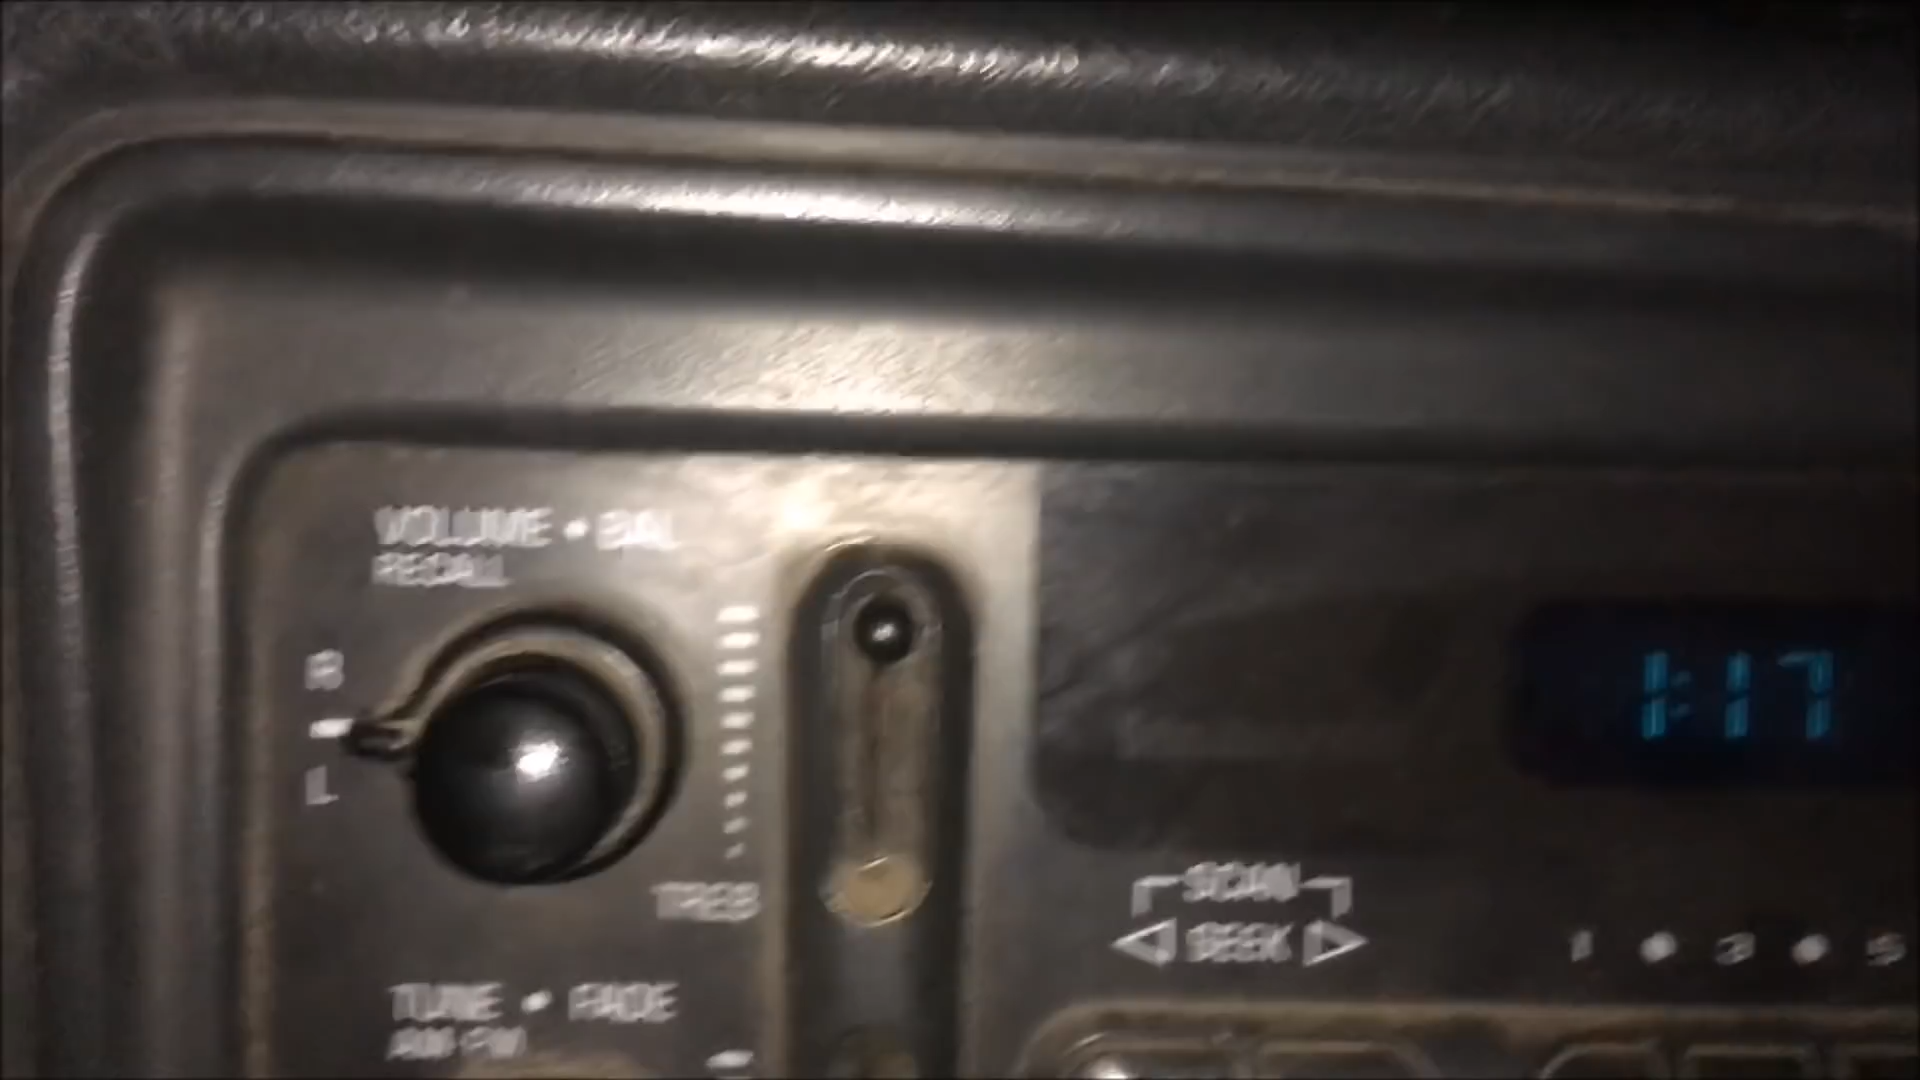 VOLUME • BAL
RECALL
R
L
TREB
1:17
SCAN
SEEK
1 • 3 • 5
TUNE • FADE
AM FM